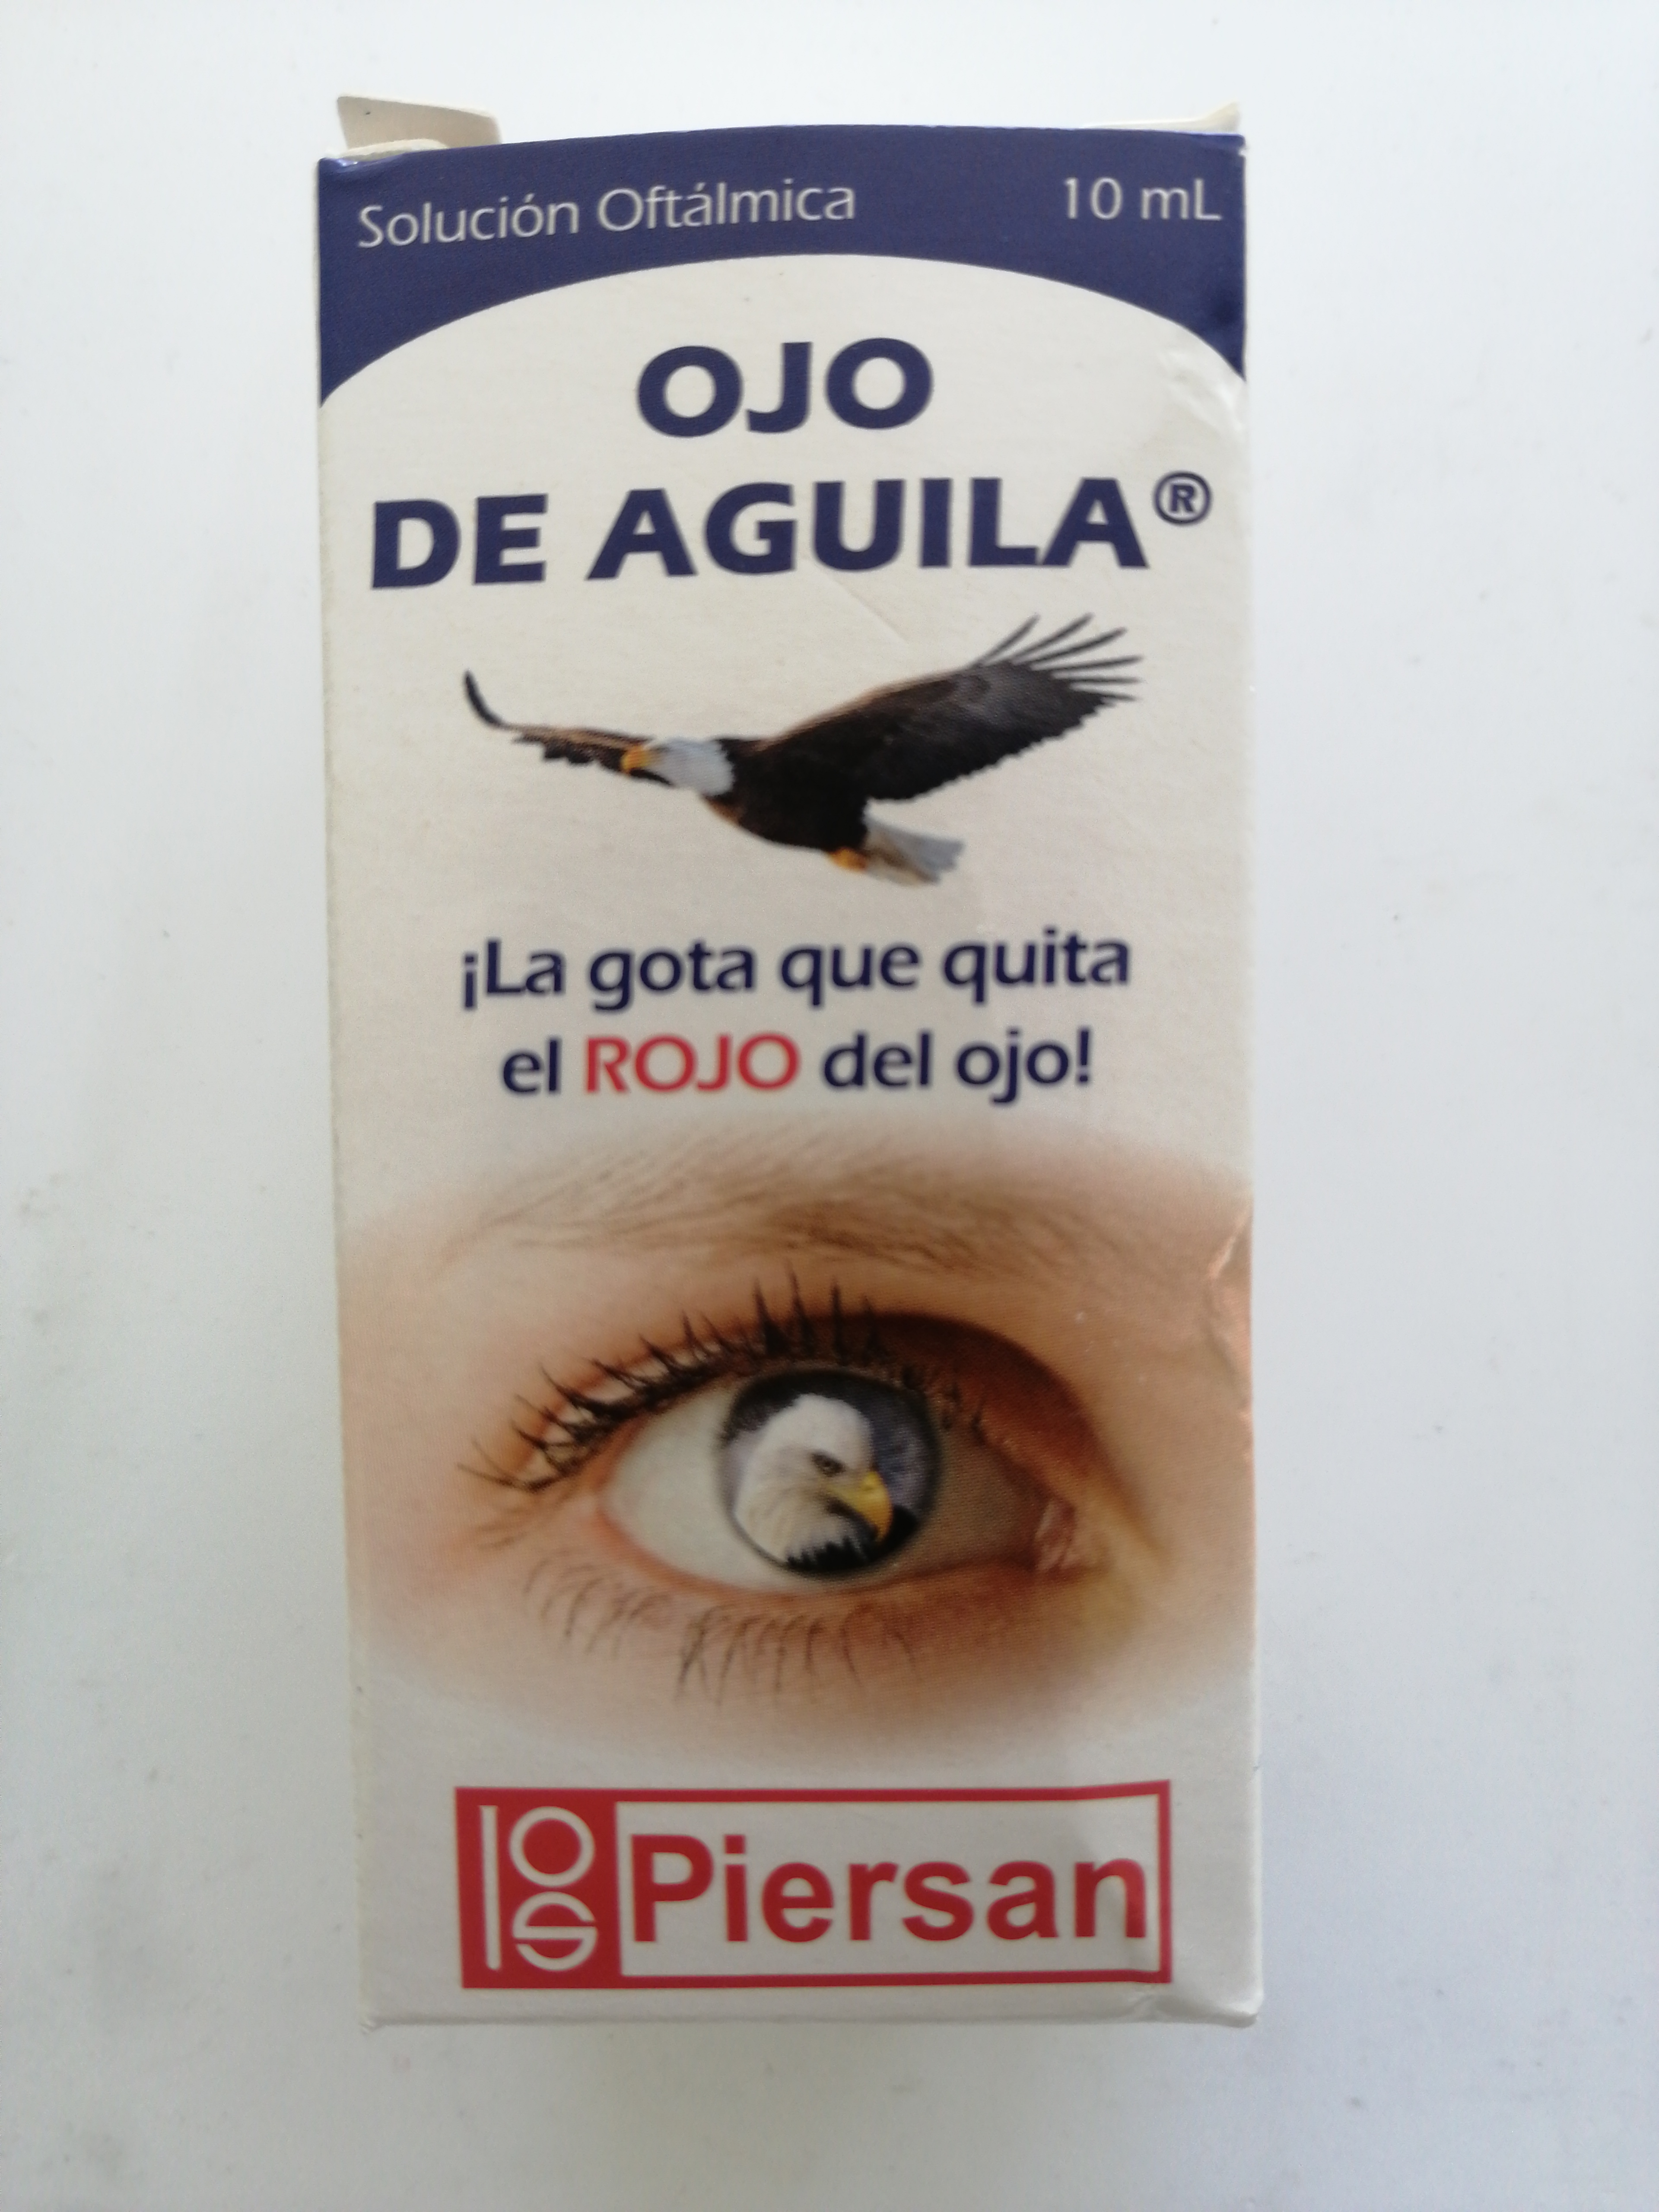 Solución Oftálmica 10 mL
OJO
DE AGUILA®
¡La gota que quita
el ROJO del ojo!
Piersan